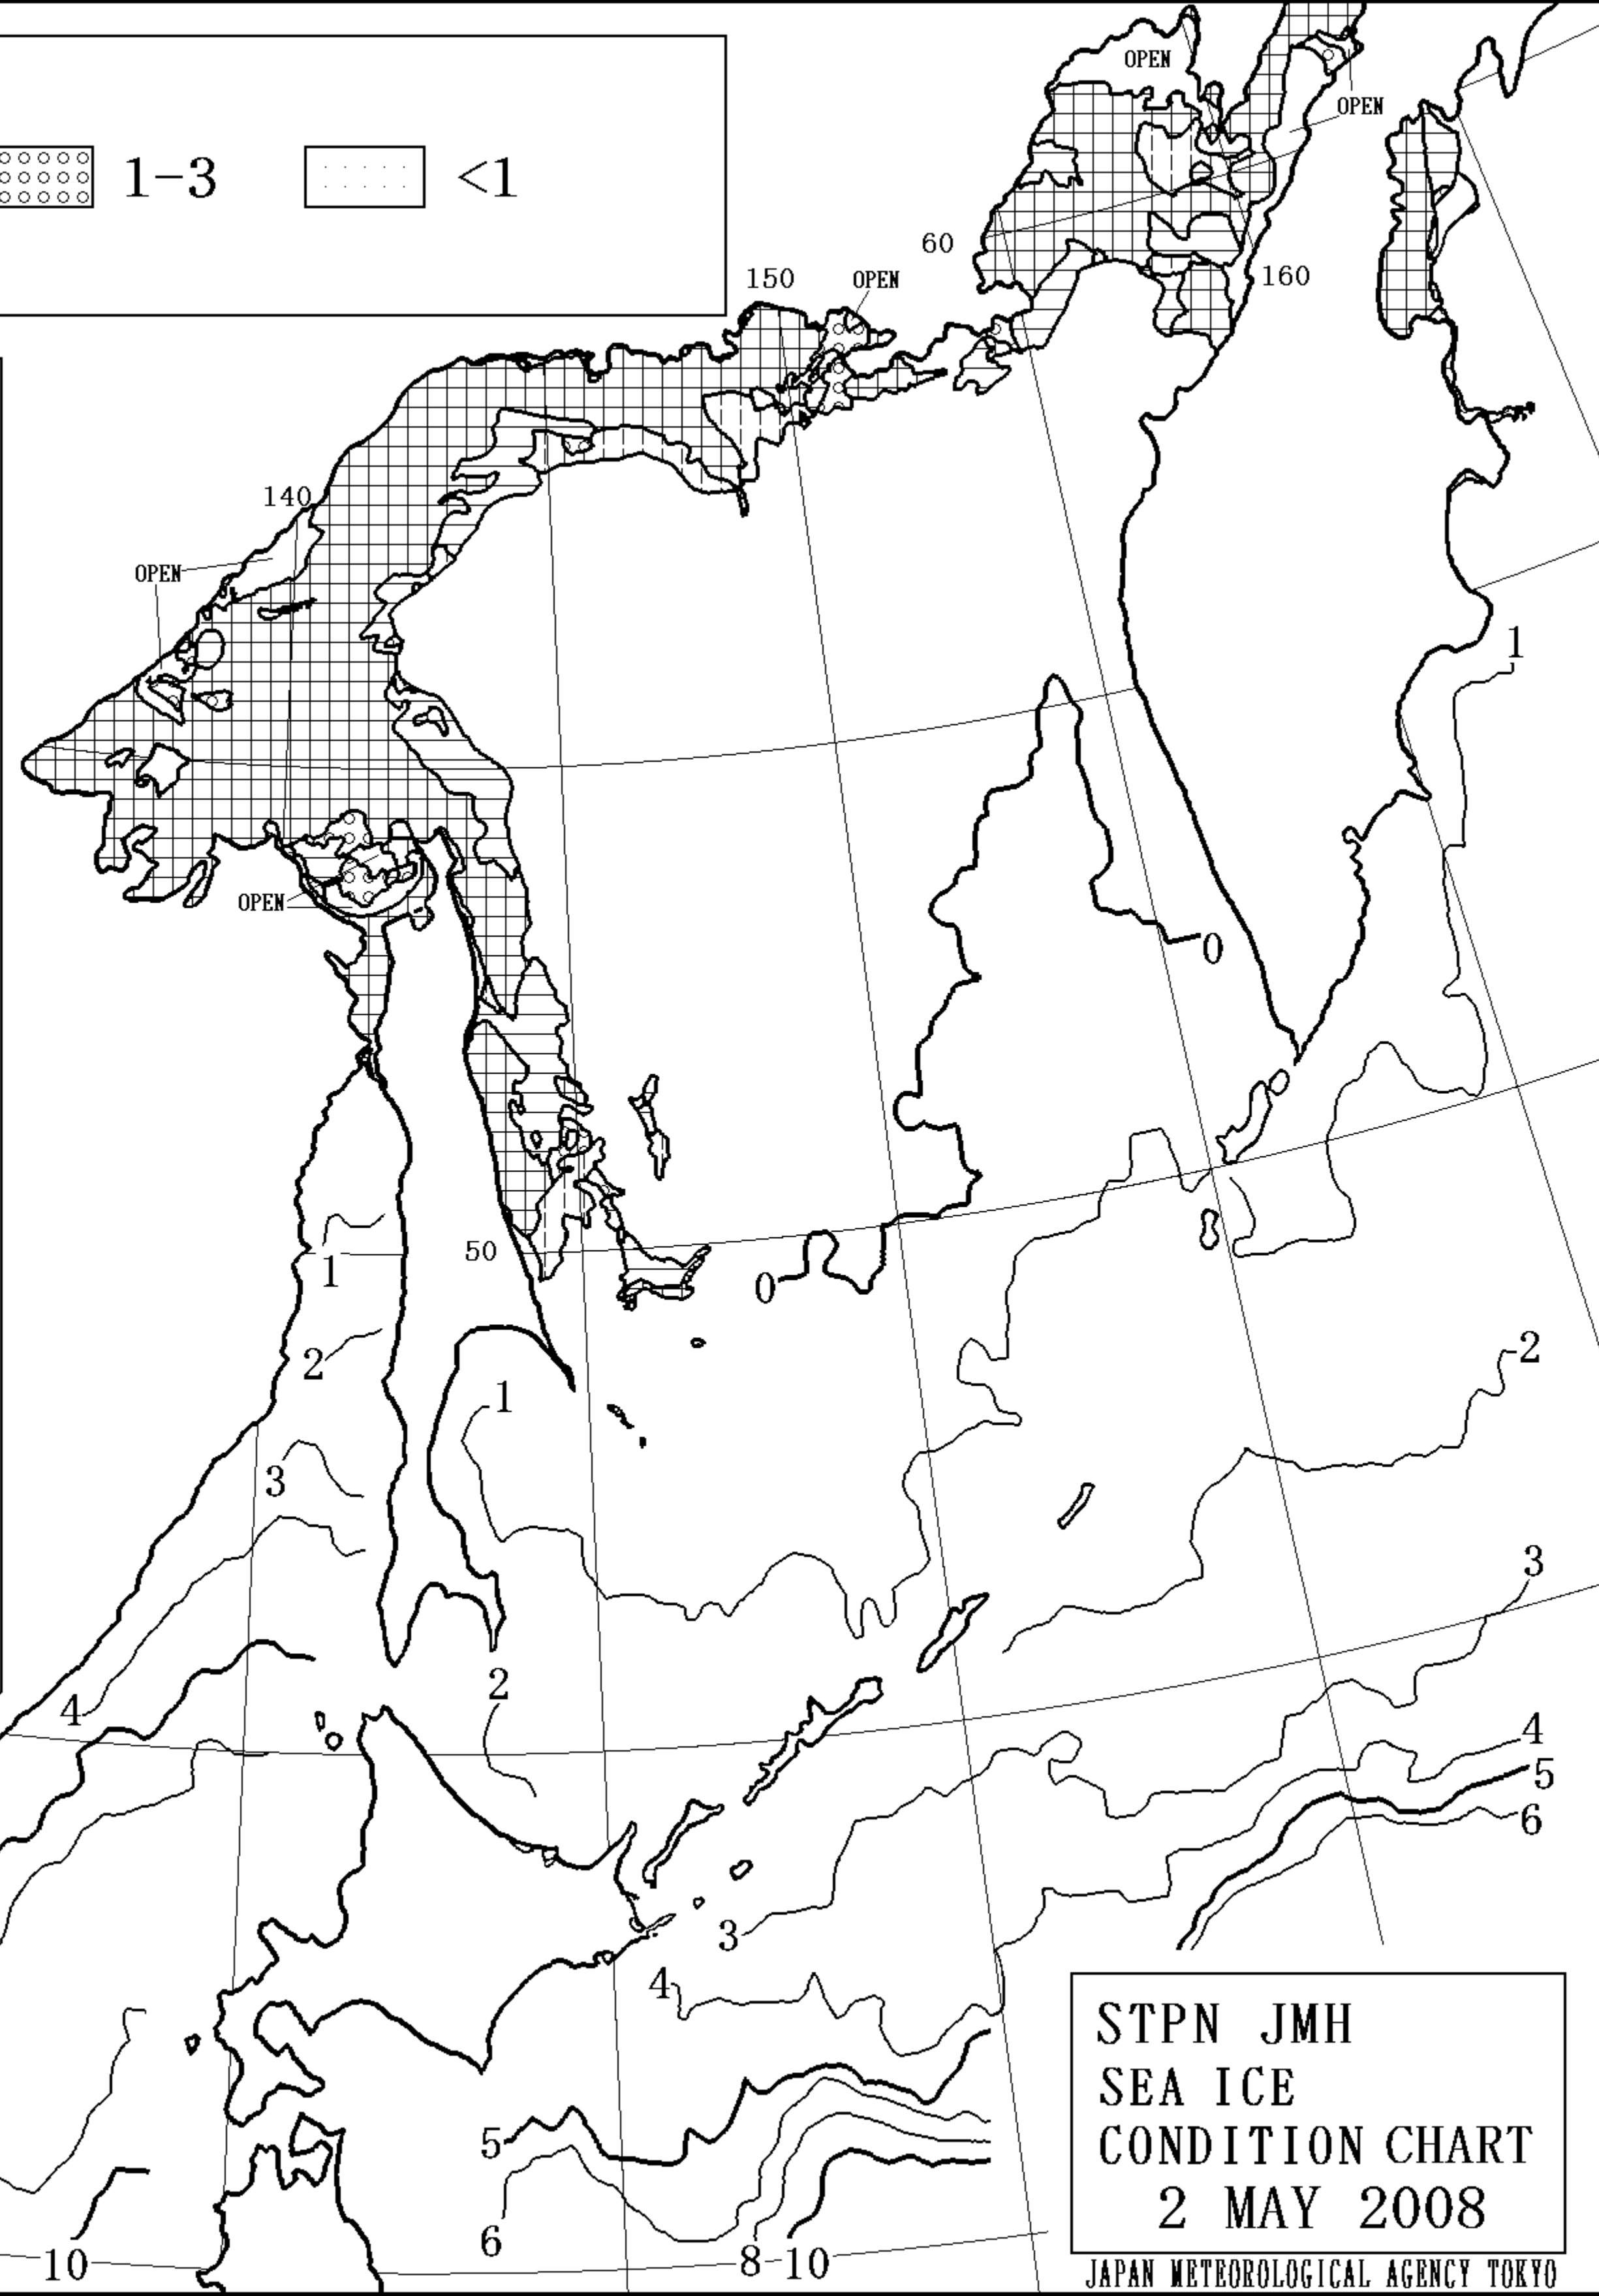 OPEN
OPEN
1-3 <1
60
160
150 OPEN
140
OPEN
1
OPEN
0
50
1
0
2
2
1
3
3
2
4
4
5
6
3
4
STPN JMH
SEA ICE
CONDITION CHART
2 MAY 2008
5
6
10 8-10
JAPAN METEOROLOGICAL AGENCY TOKYO